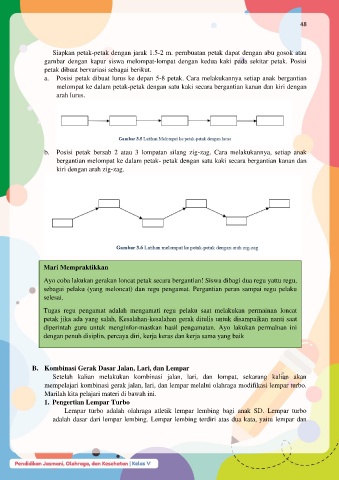 48
Siapkan petak-petak dengan jarak 1.5-2 m. pembuatan petak dapat dengan abu gosok atau
gambar dengan kapur siswa melompat-lompat dengan kedua kaki pada sekitar petak. Posisi
petak dibuat bervariasi sebagai berikut.
a. Posisi petak dibuat lurus ke depan 5-8 petak. Cara melakukannya setiap anak bergantian
melompat ke dalam petak-petak dengan satu kaki secara bergantian kanan dan kiri dengan
arah lurus.
Gambar 5.5 Latihan Melompat ke petak-petak dengan lurus
b. Posisi petak bersab 2 atau 3 lompatan silang zig-zag. Cara melakukannya, setiap anak
bergantian melompat ke dalam petak- petak dengan satu kaki secara bergantian kanan dan
kiri dengan arah zig-zag.
Gambar 5.6 Latihan melompat ke petak-petak dengan arah zig-zag
Mari Mempraktikkan
Ayo coba lakukan gerakan loncat petak secara bergantian! Siswa dibagi dua regu yaitu regu,
sebagai pelaku (yang meloncat) dan regu pengamat. Pergantian peran sampai regu pelaku
selesai.
Tugas regu pengamat adalah mengamati regu pelaku saat melakukan permainan loncat
petak jika ada yang salah. Kesalahan-kesalahan gerak ditulis untuk disampaikan nanti saat
diperintah guru untuk menginfor-masikan hasil pengamatan. Ayo lakukan permainan ini
dengan penuh disiplin, percaya diri, kerja keras dan kerja sama yang baik
B. Kombinasi Gerak Dasar Jalan, Lari, dan Lempar
Setelah kalian melakukan kombinasi jalan, lari, dan lompat, sekarang kalian akan
mempelajari kombinasi gerak jalan, lari, dan lempar melalui olahraga modifikasi lempar turbo.
Marilah kita pelajari materi di bawah ini.
1. Pengertian Lempar Turbo
Lempar turbo adalah olahraga atletik lempar lembing bagi anak SD. Lempar turbo
adalah dasar dari lempar lembing. Lempar lembing terdiri atas dua kata, yaitu lempar dan
Pendidikan Jasmani, Olahraga, dan Kesehatan | Kelas V